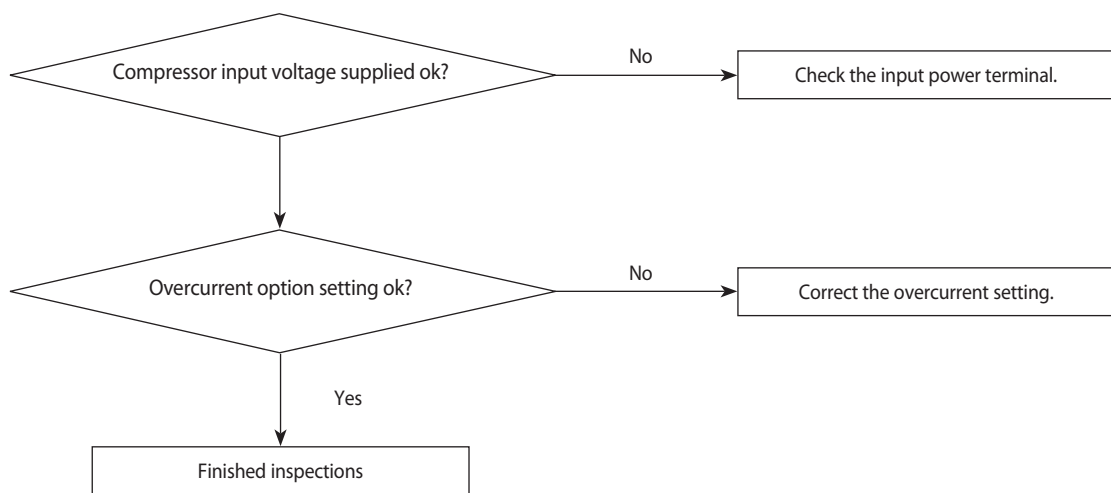 Compressor input voltage supplied ok?
No
Check the input power terminal.
Overcurrent option setting ok?
No
Correct the overcurrent setting.
Yes
Finished inspections